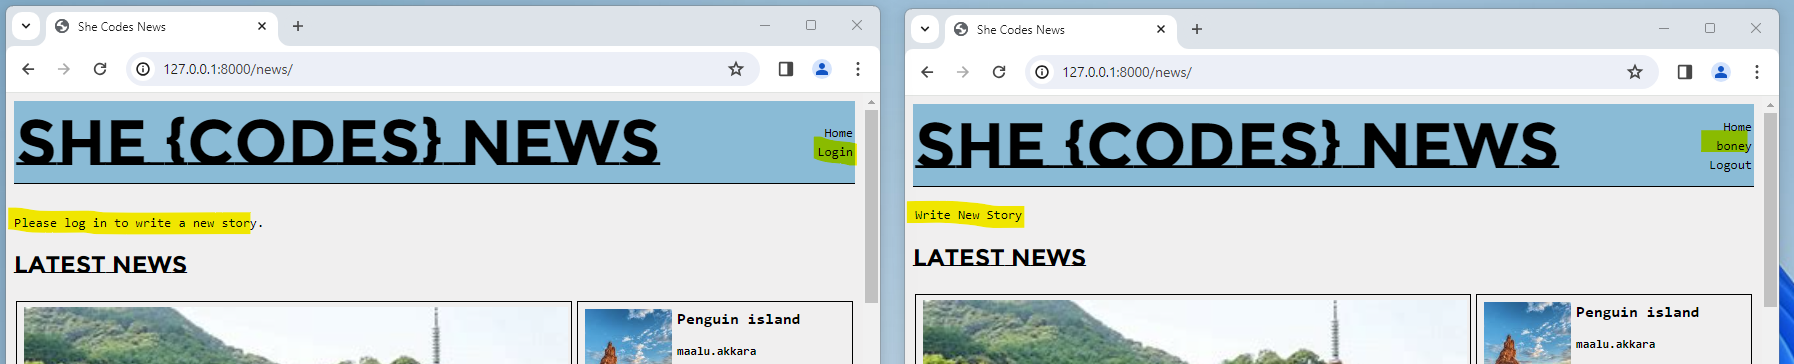 She Codes News
127.0.0.1:8000/news/
SHE {CODES} NEWS
Home
Login
Please log in to write a new story.
LATEST NEWS
Penguin island
maalu.akkara
She Codes News
127.0.0.1:8000/news/
SHE {CODES} NEWS
Home
boney
Logout
Write New Story
LATEST NEWS
Penguin island
maalu.akkara